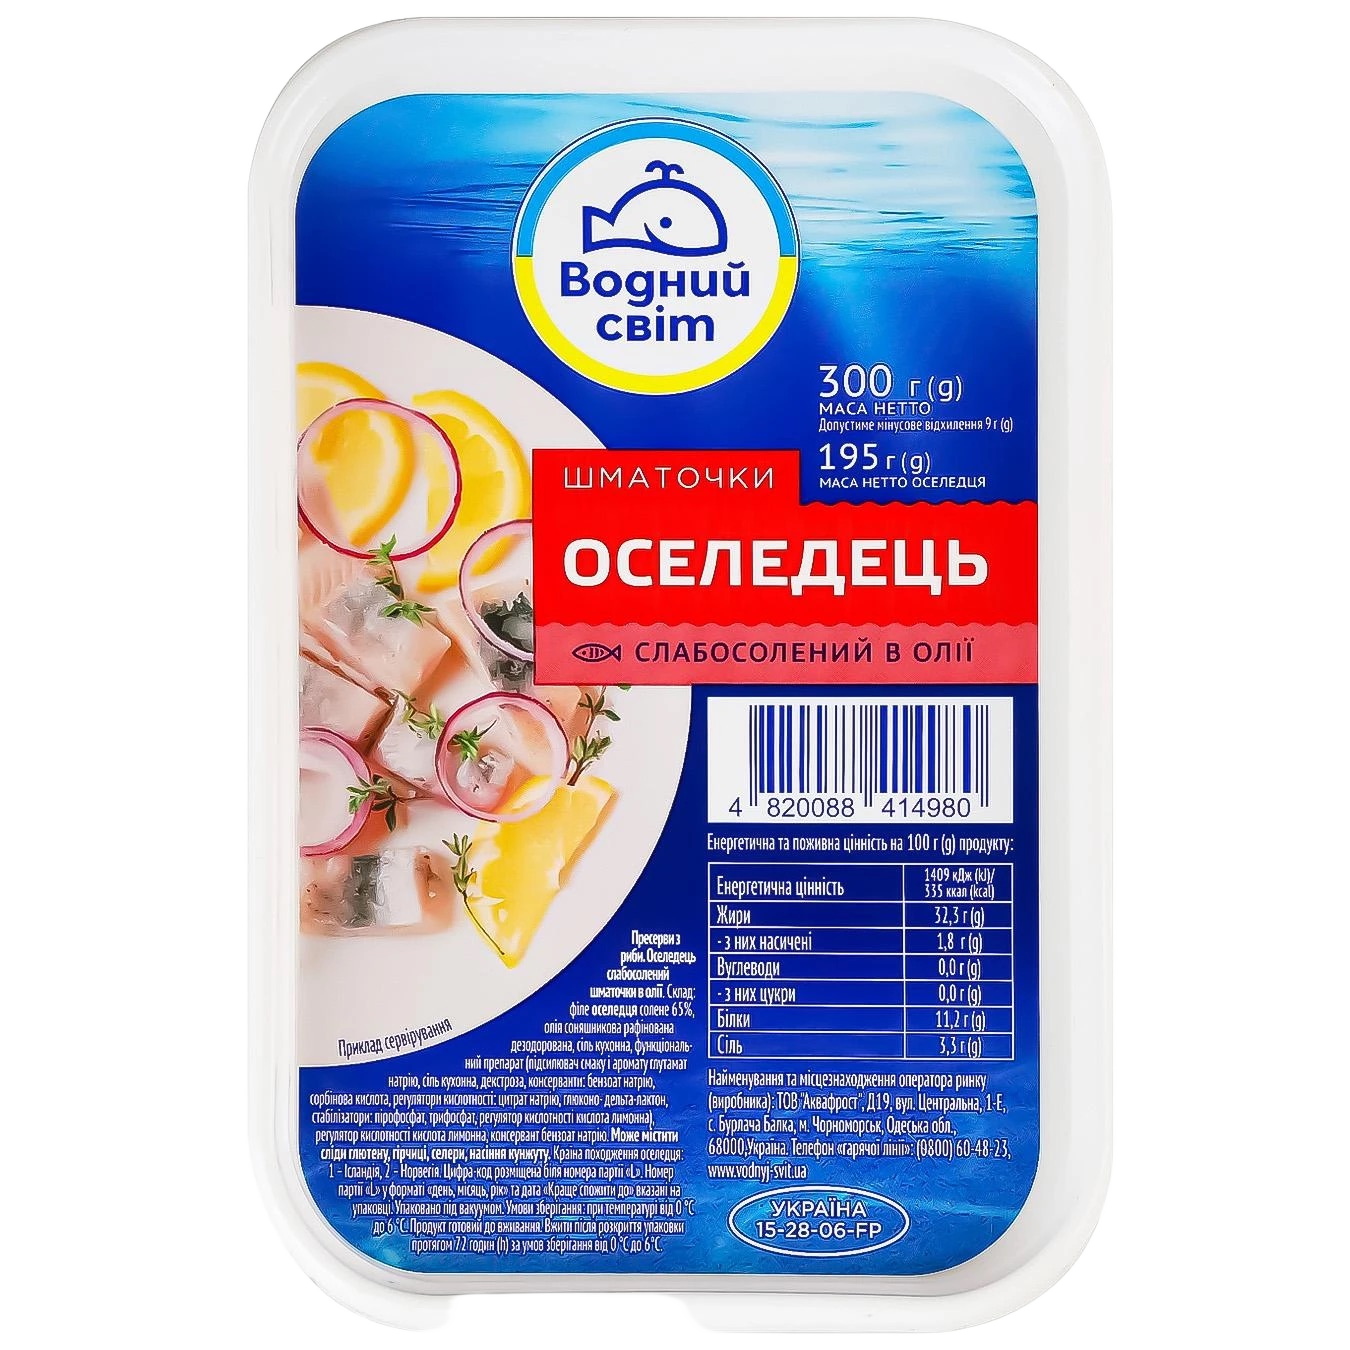 Водний
світ
300 г (g)
МАСА НЕТТО
Допустиме мінусове відхилення 9 г (g)
195 г (g)
МАСА НЕТТО ОСЕЛЕДЦЯ
ШМАТОЧКИ
ОСЕЛЕДЕЦЬ
СЛАБОСОЛЕНИЙ В ОЛІЇ
4 820088 414980
Енергетична та поживна цінність на 100 г (g) продукту:
Енергетична цінність 1409 кДж (kJ)/
335 ккал (kcal)
Жири 32,3 г (g)
- з них насичені 1,8 г (g)
Вуглеводи 0,0 г (g)
- з них цукри 0,0 г (g)
Білки 11,2 г (g)
Сіль 3,3 г (g)
Приклад сервірування
Пресерви з
риби. Оселедець
слабосолений
шматочки в олії. Склад:
філе оселедця солене 65%,
олія соняшникова рафінована
дезодорована, сіль кухонна, функціональ-
ний препарат (підсилювач смаку і аромату глутамат
натрію, сіль кухонна, декстроза, консерванти: бензоат натрію,
сорбінова кислота, регулятори кислотності: цитрат натрію, глюконо- дельта-лактон,
стабілізатори: пірофосфат, трифосфат, регулятор кислотності кислота лимонна),
регулятор кислотності кислота лимонна, консервант бензоат натрію. Може містити
сліди глютену, гірчиці, селери, насіння кунжуту. Країна походження оселедця:
1 – Ісландія, 2 – Норвегія. Цифра-код розміщена біля номера партії «L». Номер
партії «L» у форматі «день, місяць, рік» та дата «Краще спожити до» вказані на
упаковці. Упаковано під вакуумом. Умови зберігання: при температурі від 0 °С
до 6 °С. Продукт готовий до вживання. Вжити після розкриття упаковки
протягом 72 годин (h) за умов зберігання від 0 °С до 6°С.
Найменування та місцезнаходження оператора ринку
(виробника): ТОВ "Аквафрост", Д19, вул. Центральна, 1-Е,
с. Бурлача Балка, м. Чорноморськ, Одеська обл.,
68000,Україна. Телефон «гарячої лінії»: (0800) 60-48-23,
www.vodnyj-svit.ua
УКРАЇНА
15-28-06-FP